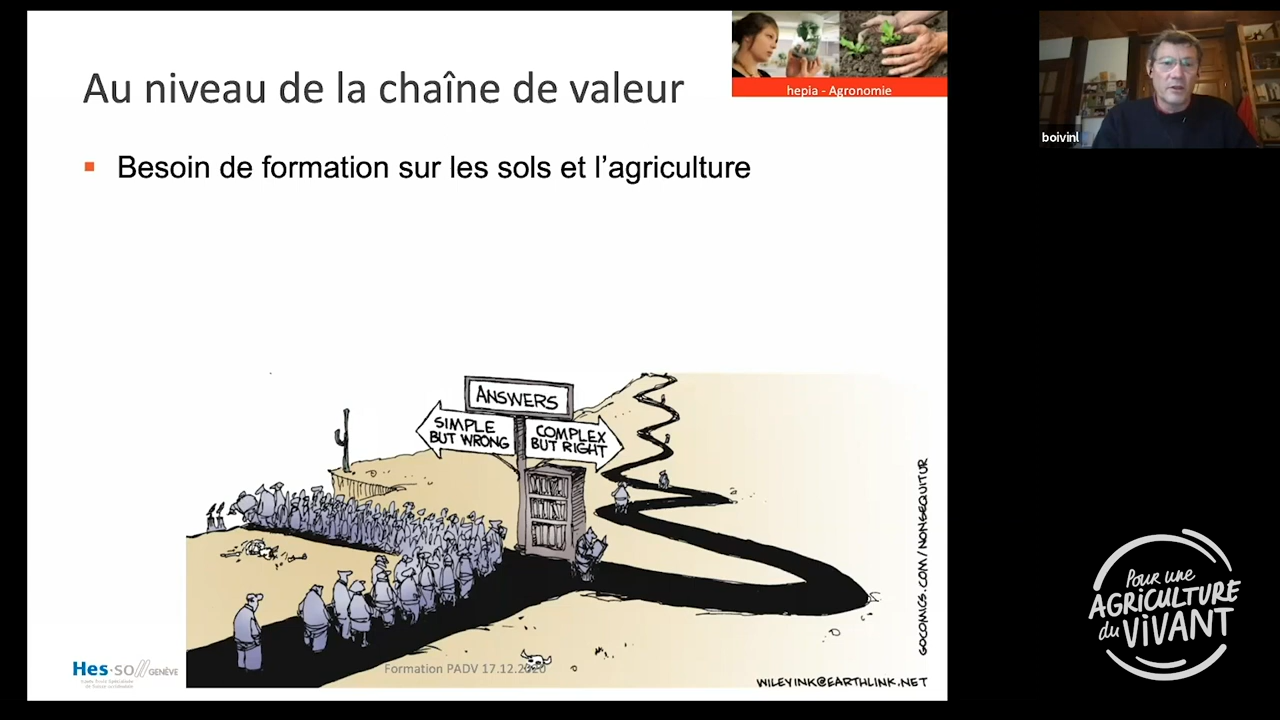 Au niveau de la chaîne de valeur
hepia - Agronomie
Besoin de formation sur les sols et l’agriculture
ANSWERS
SIMPLE
BUT WRONG
COMPLEX
BUT RIGHT
GOCOMICS.COM/NONSEQUITUR
WILEYINK@EARTHLINK.NET
Hes·so// GENÈVE
Formation PADV 17.12.2020
boivinl
Pour une
AGRICULTURE
du VIVANT